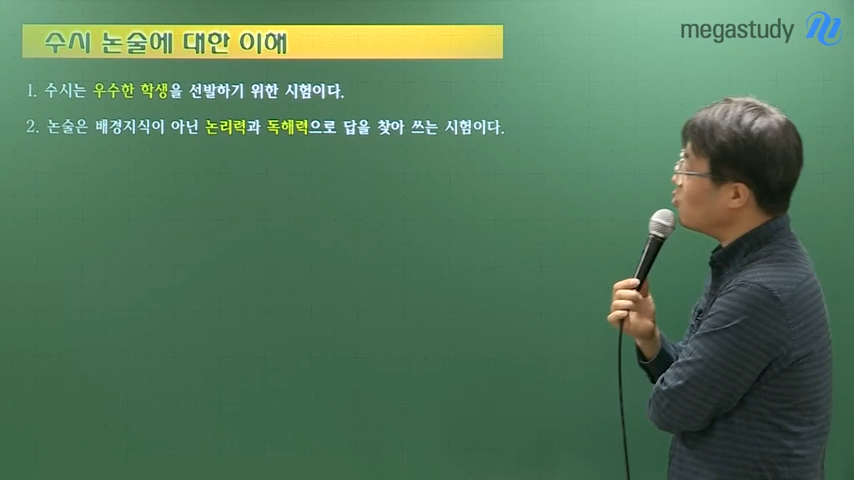 megastudy
수시 논술에 대한 이해
1. 수시는 우수한 학생을 선발하기 위한 시험이다.
2. 논술은 배경지식이 아닌 논리력과 독해력으로 답을 찾아 쓰는 시험이다.